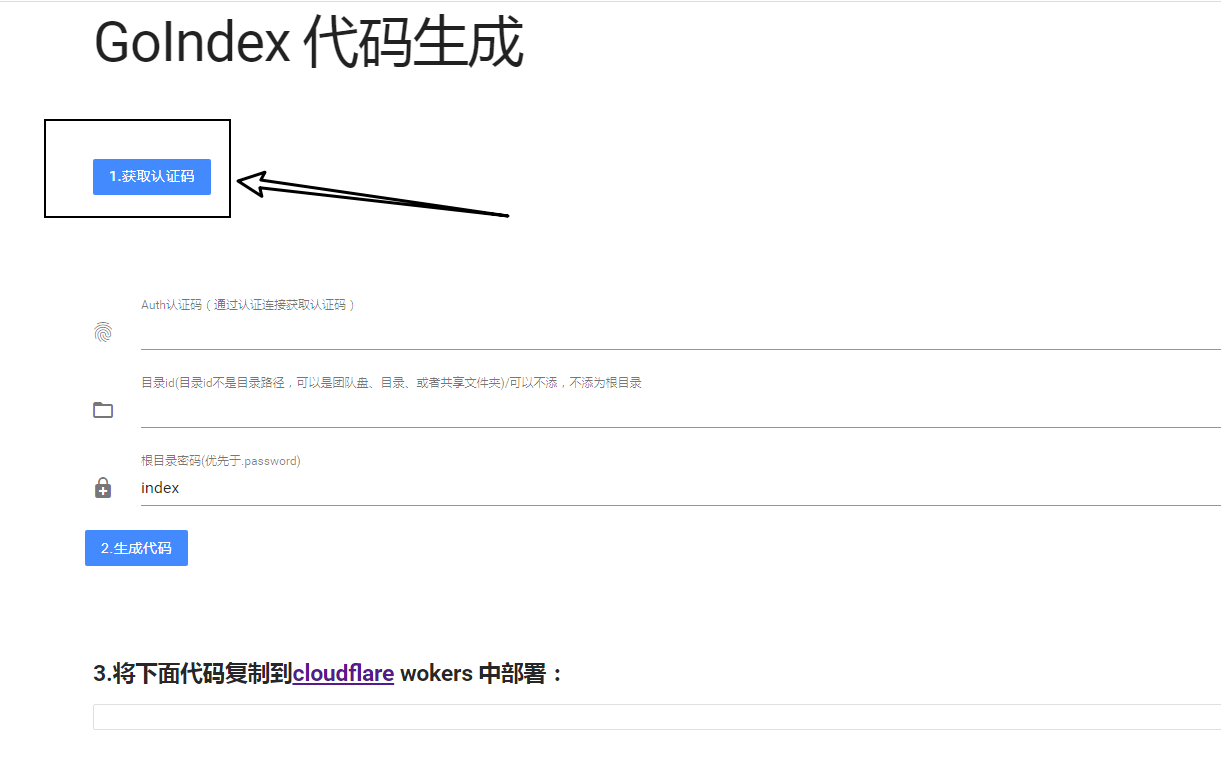 GoIndex 代码生成
1.获取认证码
Auth认证码（通过认证连接获取认证码）
目录id(目录id不是目录路径，可以是团队盘、目录、或者共享文件夹)/可以不添，不添为根目录
根目录密码(优先于.password)
index
2.生成代码
3.将下面代码复制到cloudflare wokers 中部署：